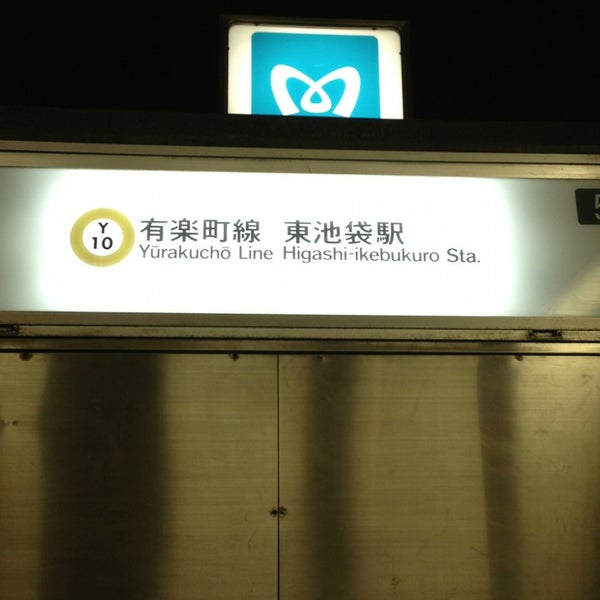 Y
10
有楽町線 東池袋駅
Yūrakuchō Line Higashi-ikebukuro Sta.